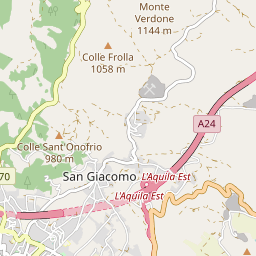 Monte
Verdone
1144 m
Colle Frolla
1058 m
A24
Colle Sant'Onofrio
980 m
70
San Giacomo
L'Aquila Est
L'Aquila Est